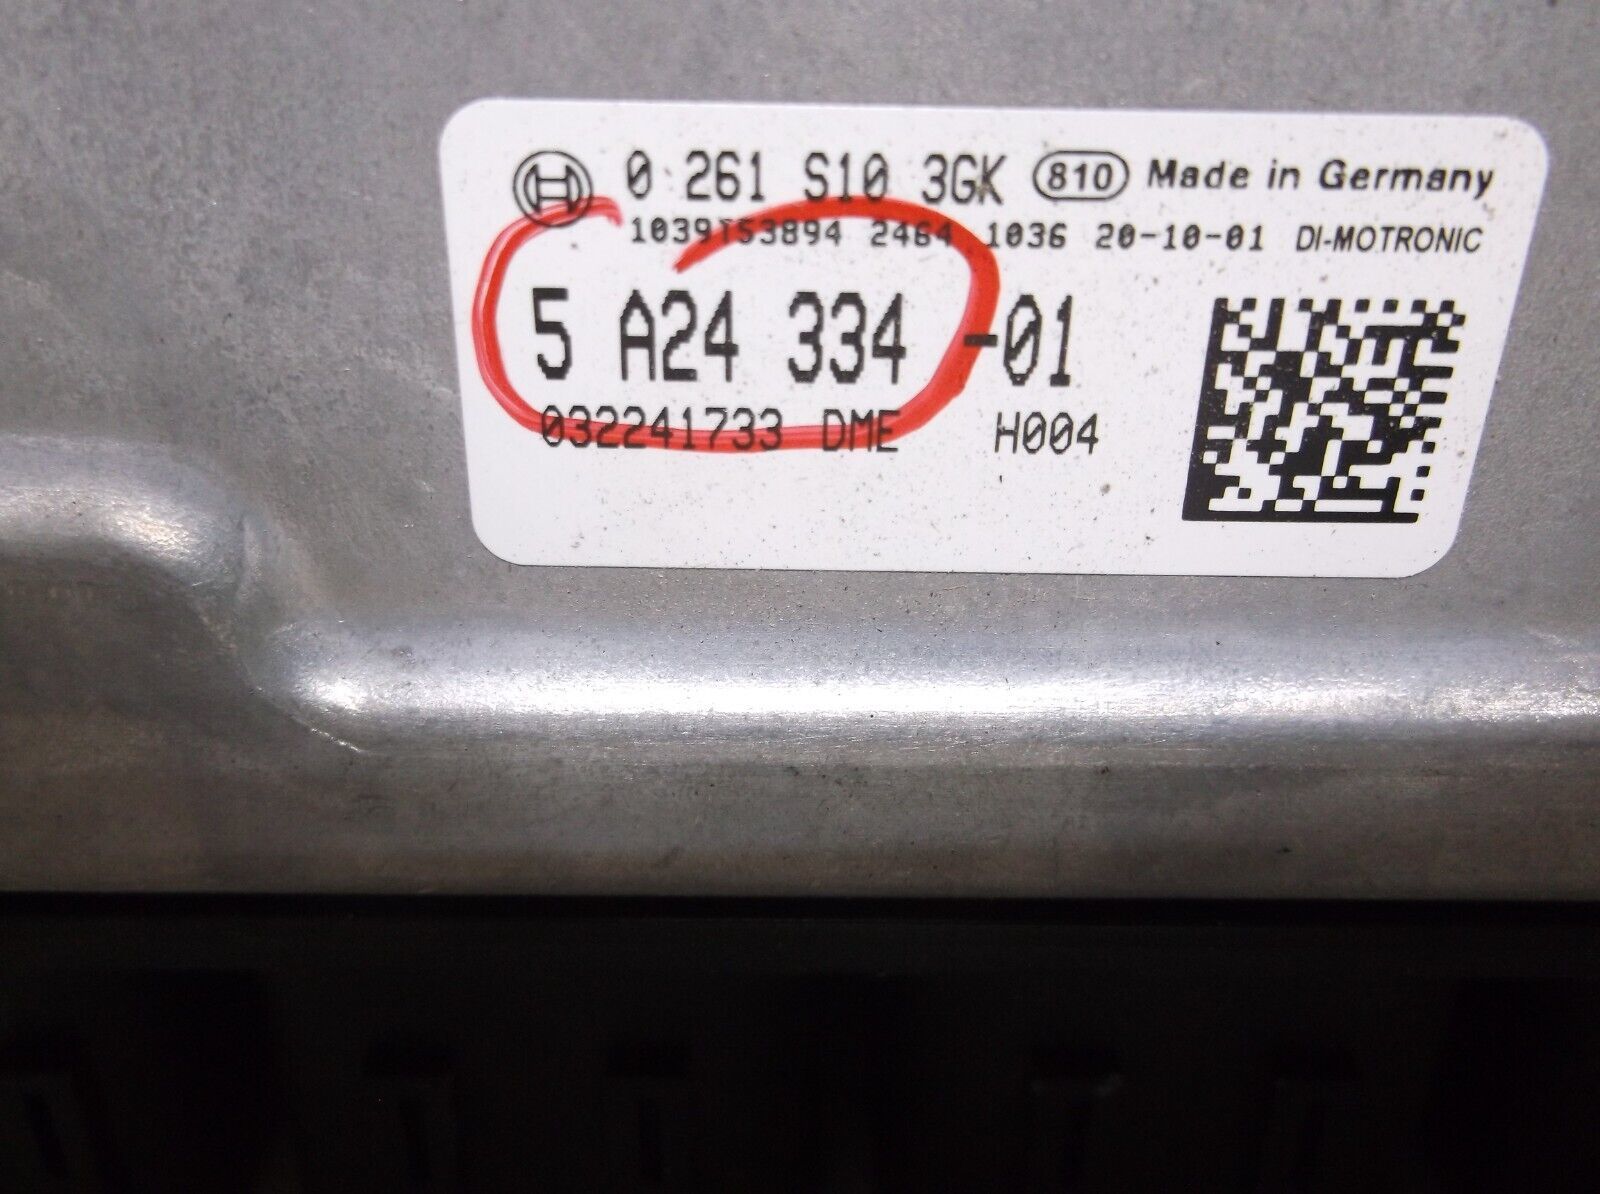 0 261 S10 3GK 810 Made in Germany
1039T53894 2464 1036 20-10-01 DI-MOTRONIC
5 A24 334-01
032241733 DME H004